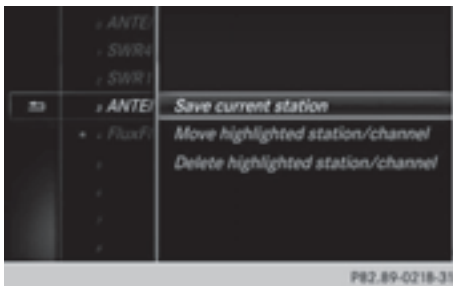 ANTE
SWR4
SWR1
ANTE
Save current station
FluxF
Move highlighted station/channel
Delete highlighted station/channel
P82.89-0218-31